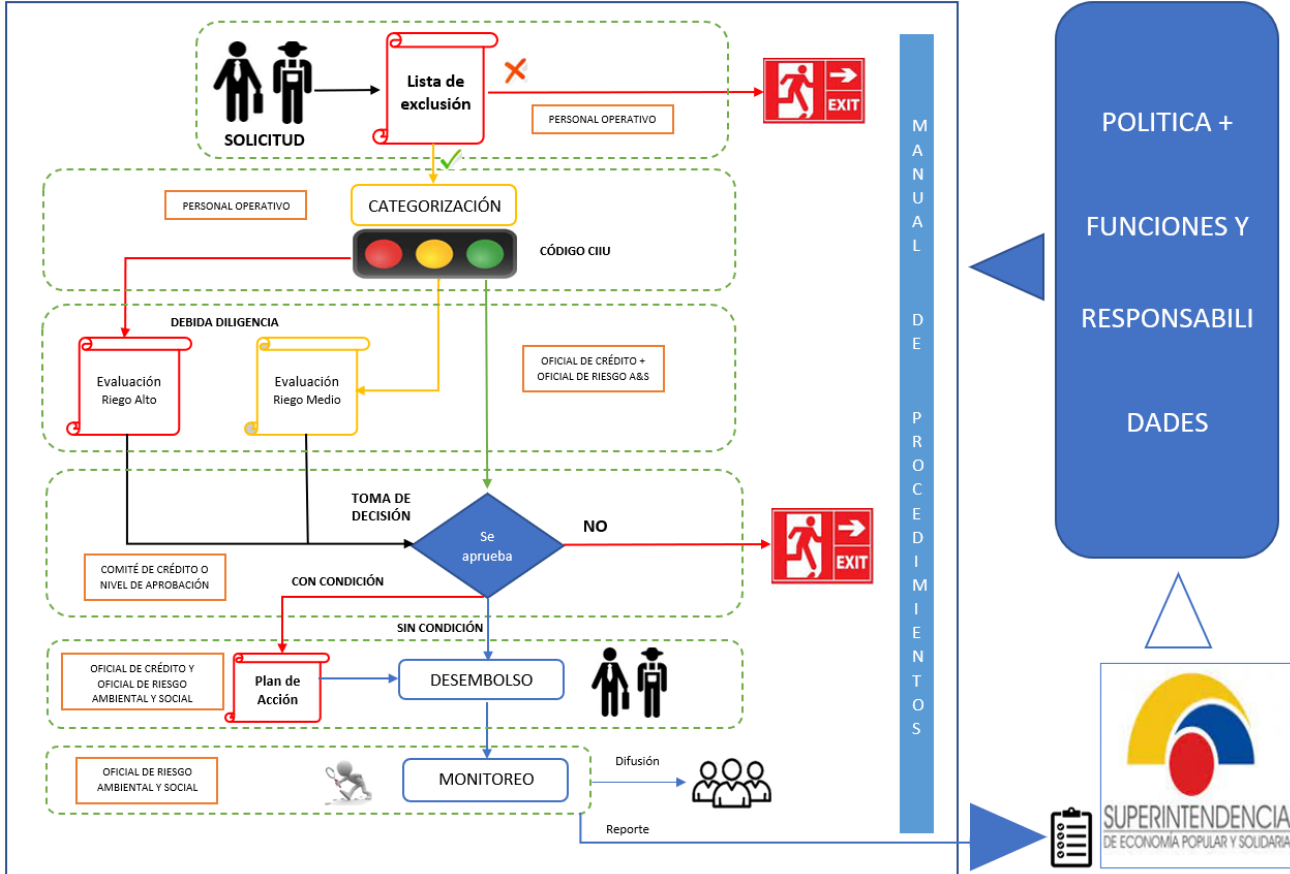 SOLICITUD
Lista de
exclusión
PERSONAL OPERATIVO
EXIT
PERSONAL OPERATIVO
CATEGORIZACIÓN
CÓDIGO CIIU
DEBIDA DILIGENCIA
Evaluación
Riego Alto
Evaluación
Riego Medio
OFICIAL DE CRÉDITO +
OFICIAL DE RIESGO A&S
TOMA DE
DECISIÓN
Se
aprueba
NO
EXIT
COMITÉ DE CRÉDITO O
NIVEL DE APROBACIÓN
CON CONDICIÓN
SIN CONDICIÓN
OFICIAL DE CRÉDITO Y
OFICIAL DE RIESGO
AMBIENTAL Y SOCIAL
Plan de
Acción
DESEMBOLSO
OFICIAL DE RIESGO
AMBIENTAL Y SOCIAL
MONITOREO
Difusión
Reporte
MANUAL DE PROCEDIMIENTOS
POLITICA +
FUNCIONES Y
RESPONSABILI
DADES
SUPERINTENDENCIA
DE ECONOMÍA POPULAR Y SOLIDARIA